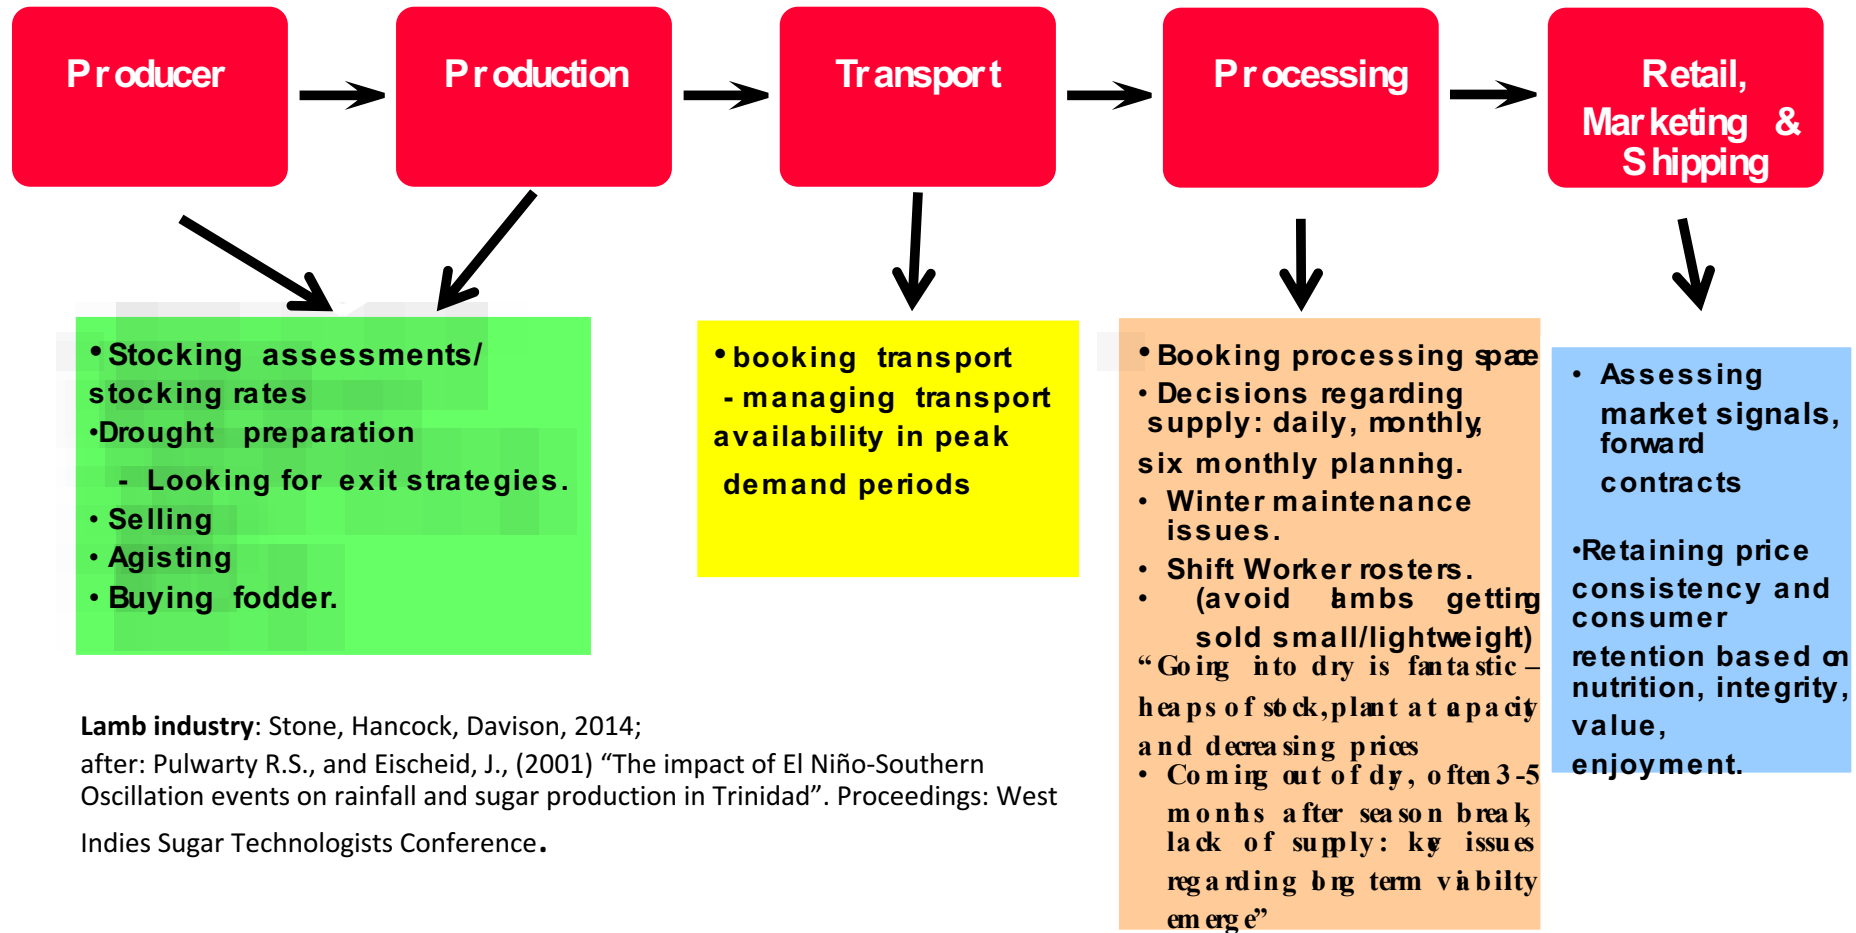 Producer
Production
Transport
Processing
Retail,
Marketing &
Shipping
• Stocking assessments/
stocking rates
•Drought preparation
- Looking for exit strategies.
• Selling
• Agisting
• Buying fodder.
• booking transport
- managing transport
availability in peak
demand periods
• Booking processing space
• Decisions regarding
supply: daily, monthly,
six monthly planning.
• Winter maintenance
issues.
• Shift Worker rosters.
• (avoid lambs getting
sold small/lightweight)
“Going into dry is fantastic –
heaps of stock, plant at capacity
and decreasing prices
• Coming out of dry, often 3-5
months after season break,
lack of supply: key issues
regarding long term viabilty
emerge”
• Assessing
market signals,
forward
contracts
•Retaining price
consistency and
consumer
retention based on
nutrition, integrity,
value,
enjoyment.
Lamb industry: Stone, Hancock, Davison, 2014;
after: Pulwarty R.S., and Eischeid, J., (2001) “The impact of El Niño-Southern
Oscillation events on rainfall and sugar production in Trinidad”. Proceedings: West
Indies Sugar Technologists Conference.